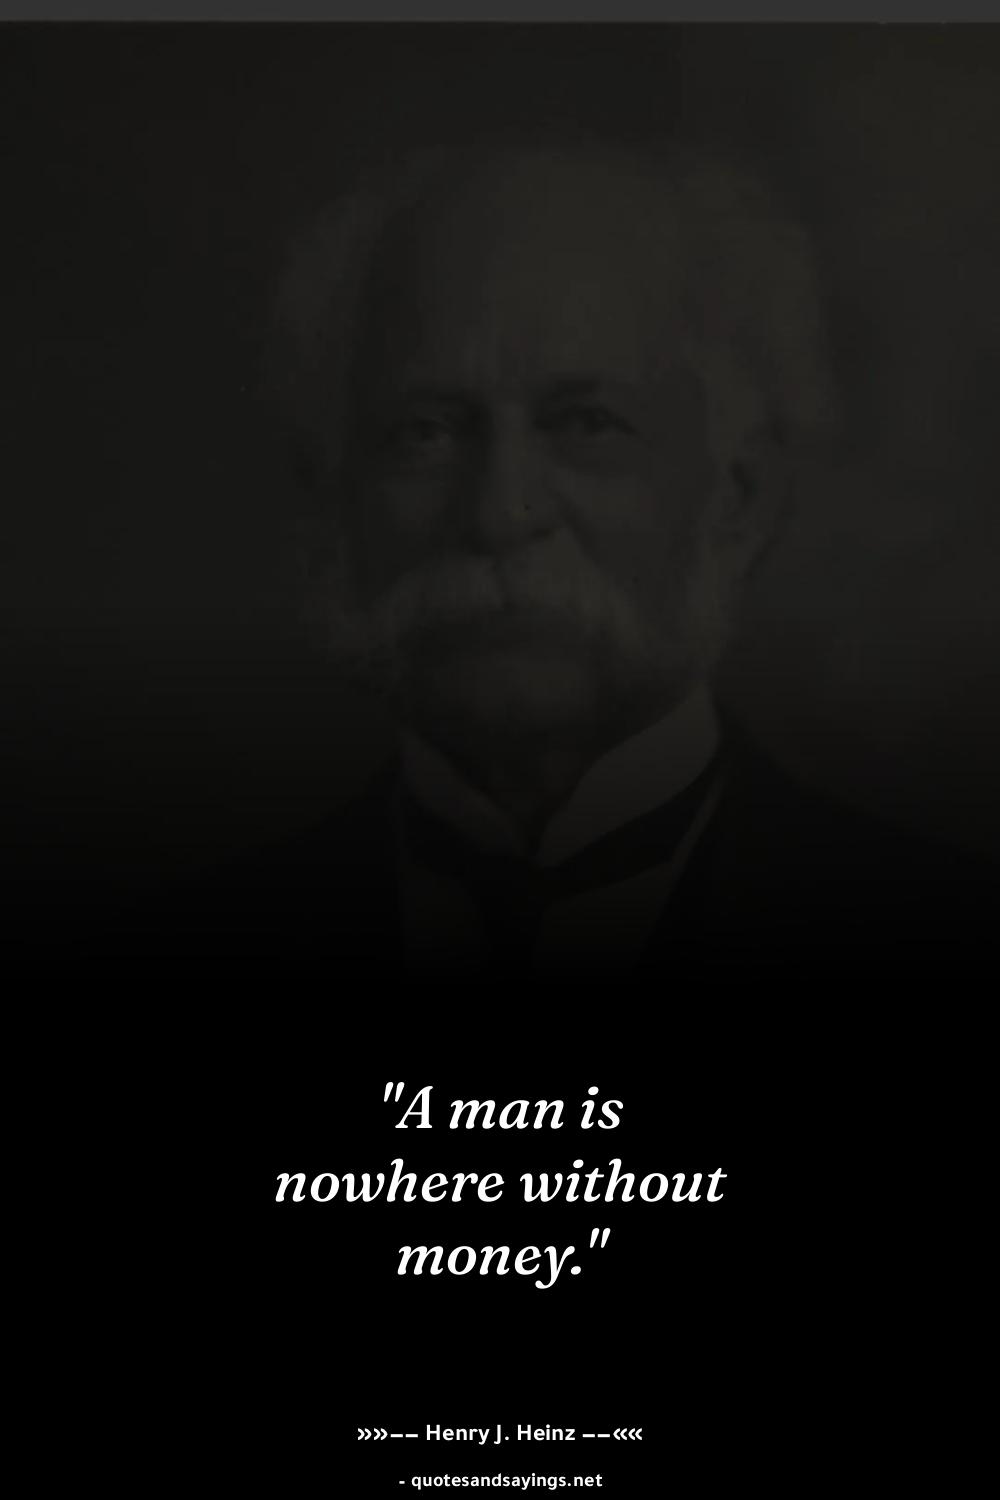 "A man is
nowhere without
money."
»»−− Henry J. Heinz −−««
- quotesandsayings.net